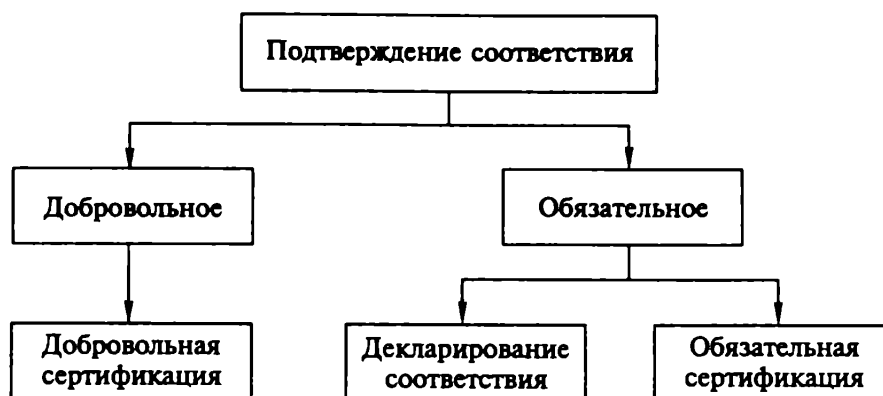 Подтверждение соответствия
Добровольное
Обязательное
Добровольная
сертификация
Декларирование
соответствия
Обязательная
сертификация